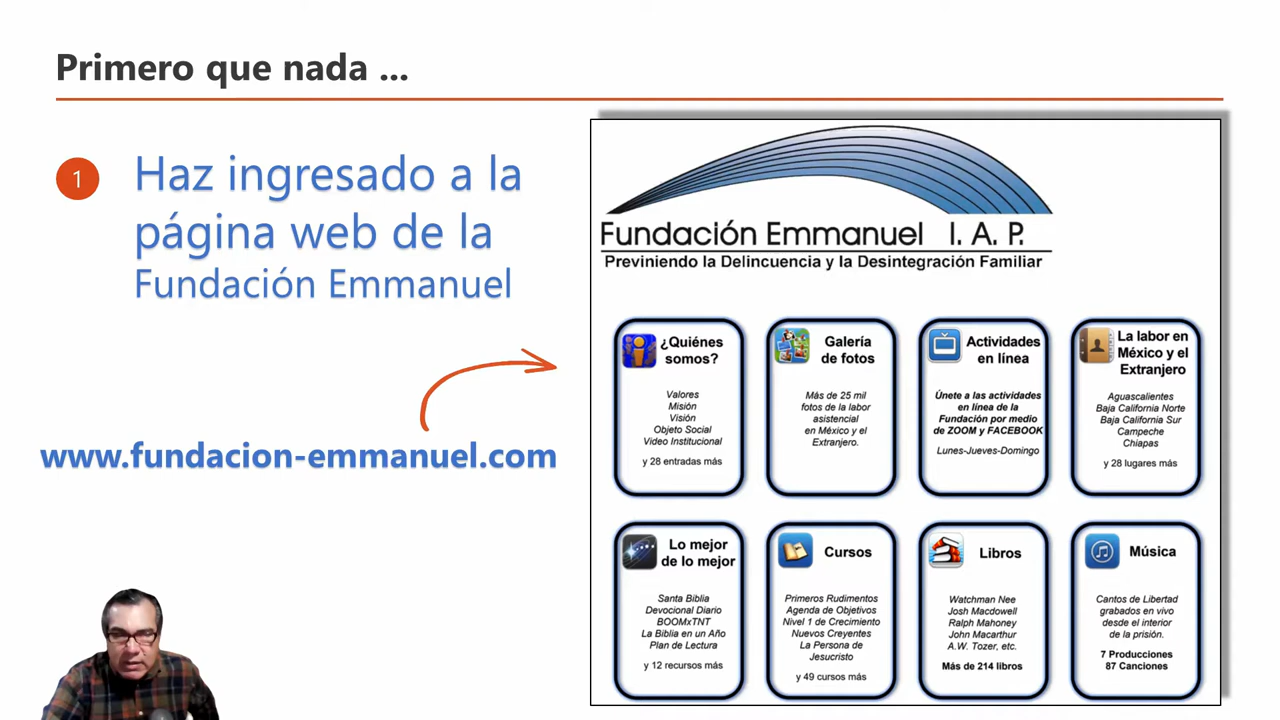 Primero que nada ...
1
Haz ingresado a la
página web de la
Fundación Emmanuel
www.fundacion-emmanuel.com
Fundación Emmanuel I. A. P.
Previniendo la Delincuencia y la Desintegración Familiar
¿Quiénes
somos?
Valores
Misión
Visión
Objeto Social
Video Institucional
y 28 entradas más
Galería
de fotos
Más de 25 mil
fotos de la labor
asistencial
en México y el
Extranjero.
Actividades
en línea
Únete a las actividades
en línea de la
Fundación por medio
de ZOOM y FACEBOOK
Lunes-Jueves-Domingo
La labor en
México y el
Extranjero
Aguascalientes
Baja California Norte
Baja California Sur
Campeche
Chiapas
y 28 lugares más
Lo mejor
de lo mejor
Santa Biblia
Devocional Diario
BOOMxTNT
La Biblia en un Año
Plan de Lectura
y 12 recursos más
Cursos
Primeros Rudimentos
Agenda de Objetivos
Nivel 1 de Crecimiento
Nuevos Creyentes
La Persona de
Jesucristo
y 49 cursos más
Libros
Watchman Nee
Josh Macdowell
Ralph Mahoney
John Macarthur
A.W. Tozer, etc.
Más de 214 libros
Música
Cantos de Libertad
grabados en vivo
desde el interior
de la prisión.
7 Producciones
87 Canciones